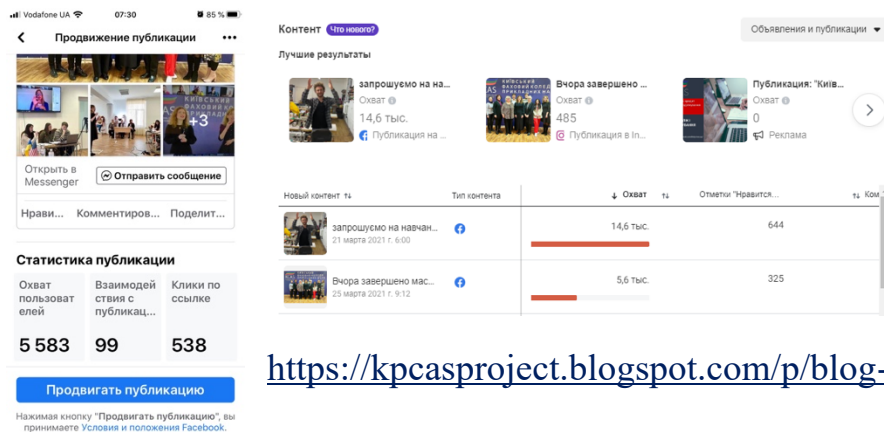 Vodafone UA 07:30 85 %
Продвижение публикации
+3
Открыть в
Messenger
Отправить сообщение
Нрави... Комментиров... Поделит...
Статистика публикации
Охват
пользоват
елей
Взаимодей
ствия с
публикац...
Клики по
ссылке
5 583 99 538
Продвигать публикацию
Нажимая кнопку "Продвигать публикацию", вы
принимаете Условия и положения Facebook.
Контент Что нового?
Объявления и публикации
Лучшие результаты
запрошуємо на на...
Охват
14,6 тыс.
Публикация на ...
Вчора завершено ...
Охват
485
Публикация в In...
Публикация: "Київ...
Охват
0
Реклама
Новый контент Тип контента Охват Отметки "Нравится... Ком
запрошуємо на навчан...
21 марта 2021 г. 6:00
14,6 тыс. 644
Вчора завершено мас...
25 марта 2021 г. 9:12
5,6 тыс. 325
https://kpcasproject.blogspot.com/p/blog-